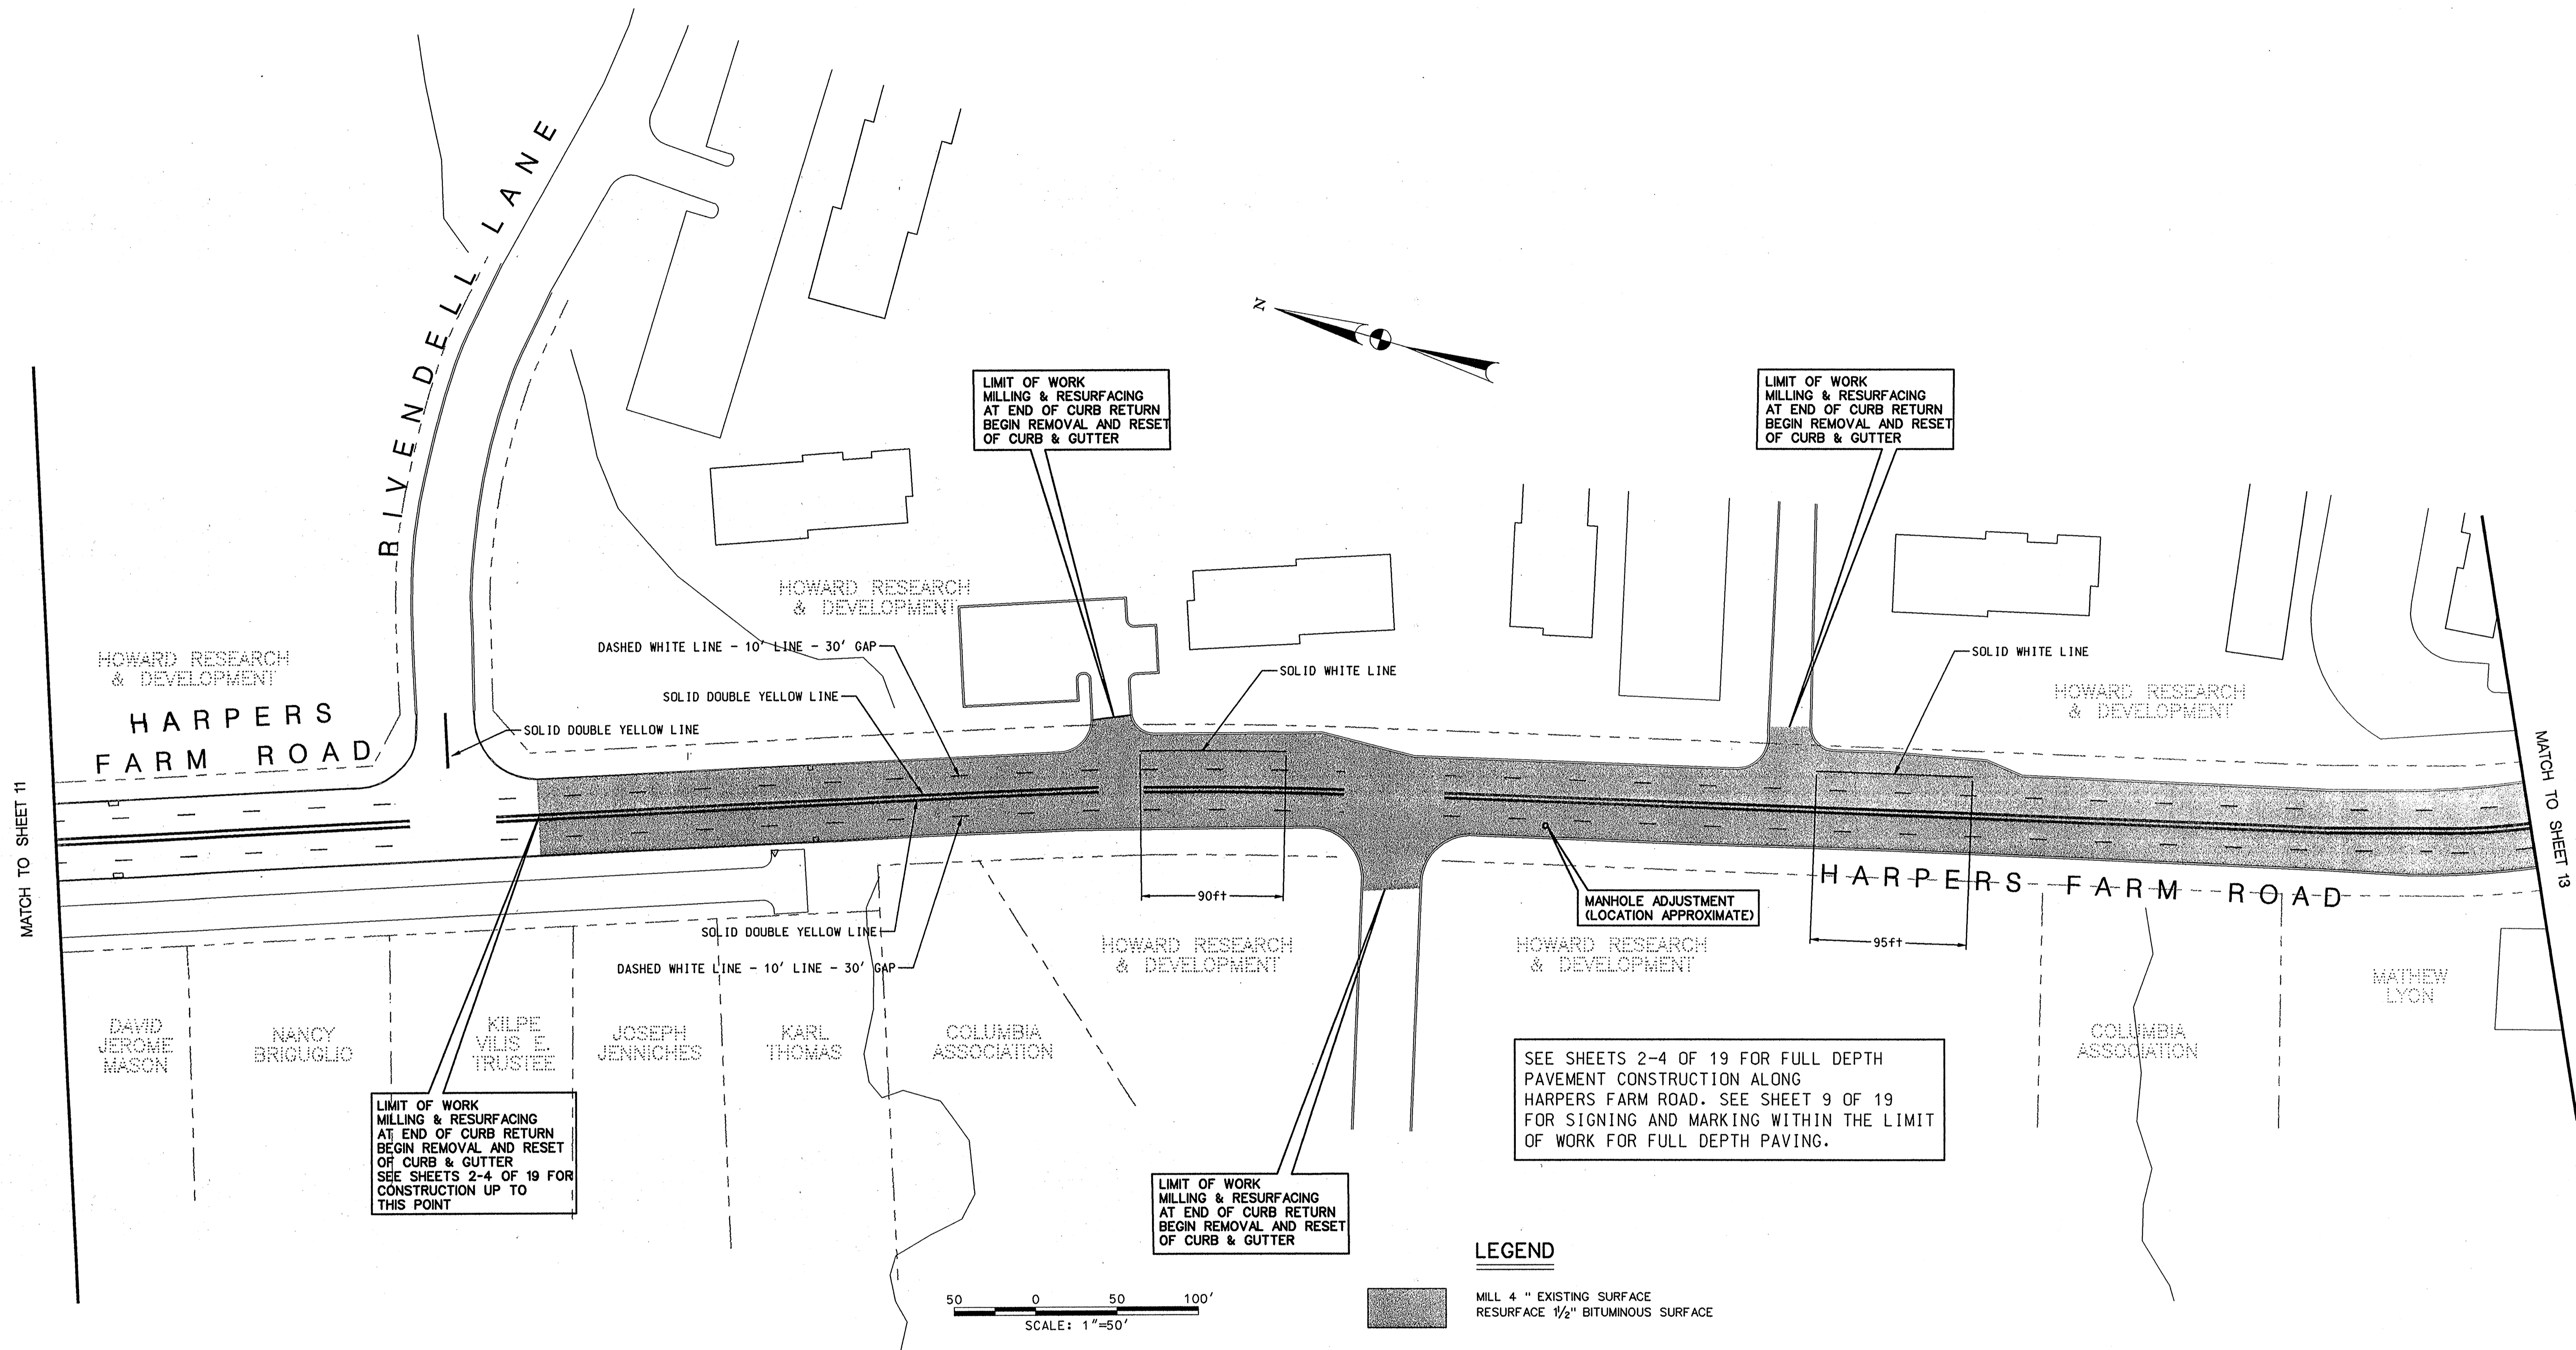 RIVENDELL LANE
N
LIMIT OF WORK
MILLING & RESURFACING
AT END OF CURB RETURN
BEGIN REMOVAL AND RESET
OF CURB & GUTTER
LIMIT OF WORK
MILLING & RESURFACING
AT END OF CURB RETURN
BEGIN REMOVAL AND RESET
OF CURB & GUTTER
HOWARD RESEARCH
& DEVELOPMENT
HOWARD RESEARCH
& DEVELOPMENT
HARPERS
FARM ROAD
DASHED WHITE LINE - 10' LINE - 30' GAP
SOLID DOUBLE YELLOW LINE
SOLID DOUBLE YELLOW LINE
SOLID WHITE LINE
SOLID WHITE LINE
HOWARD RESEARCH
& DEVELOPMENT
MATCH TO SHEET 11
MATCH TO SHEET 13
90ft
MANHOLE ADJUSTMENT
(LOCATION APPROXIMATE)
HARPERS FARM ROAD
95ft
SOLID DOUBLE YELLOW LINE
DASHED WHITE LINE - 10' LINE - 30' GAP
HOWARD RESEARCH
& DEVELOPMENT
HOWARD RESEARCH
& DEVELOPMENT
MATHEW
LYON
DAVID
JEROME
MASON
NANCY
BRIGUGLIO
KILPE
VILIS E.
TRUSTEE
JOSEPH
JENNICHES
KARL
THOMAS
COLUMBIA
ASSOCIATION
COLUMBIA
ASSOCIATION
SEE SHEETS 2-4 OF 19 FOR FULL DEPTH
PAVEMENT CONSTRUCTION ALONG
HARPERS FARM ROAD. SEE SHEET 9 OF 19
FOR SIGNING AND MARKING WITHIN THE LIMIT
OF WORK FOR FULL DEPTH PAVING.
LIMIT OF WORK
MILLING & RESURFACING
AT END OF CURB RETURN
BEGIN REMOVAL AND RESET
OF CURB & GUTTER
SEE SHEETS 2-4 OF 19 FOR
CONSTRUCTION UP TO
THIS POINT
LIMIT OF WORK
MILLING & RESURFACING
AT END OF CURB RETURN
BEGIN REMOVAL AND RESET
OF CURB & GUTTER
LEGEND
MILL 4 " EXISTING SURFACE
RESURFACE 1 1/2" BITUMINOUS SURFACE
50 0 50 100'
SCALE: 1"=50'